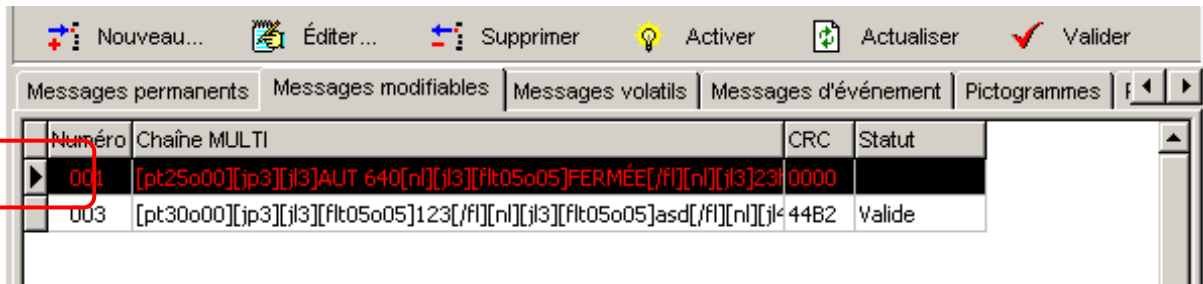 Nouveau... Éditer... Supprimer Activer Actualiser Valider
Messages permanents Messages modifiables Messages volatils Messages d'événement Pictogrammes
Numéro Chaîne MULTI CRC Statut
001 [pt25o00][jp3][jl3]AUT 640[nl][jl3][flt05o05]FERMÉE[/fl][nl][jl3]23h 0000
003 [pt30o00][jp3][jl3][flt05o05]123[/fl][nl][jl3][flt05o05]asd[/fl][nl][jl4 44B2 Valide